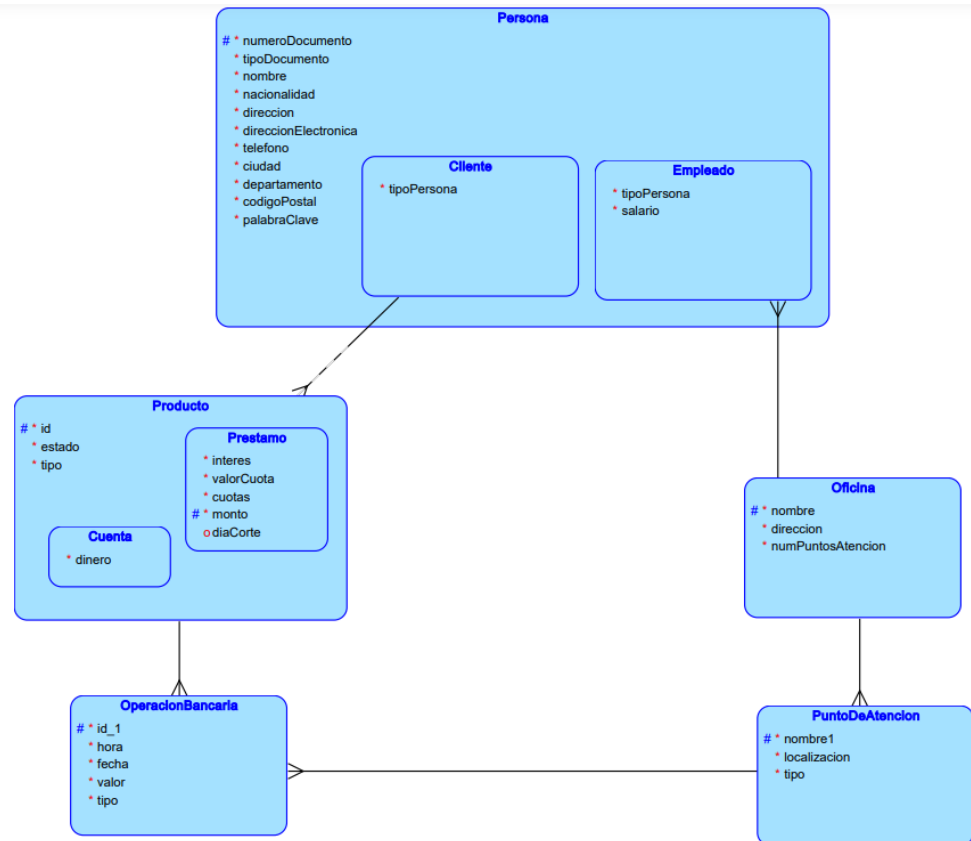 Persona
# * numeroDocumento
* tipoDocumento
* nombre
* nacionalidad
* direccion
* direccionElectronica
* telefono
* ciudad
* departamento
* codigoPostal
* palabraClave
Cliente
* tipoPersona
Empleado
* tipoPersona
* salario
Producto
# * id
* estado
* tipo
Prestamo
* interes
* valorCuota
* cuotas
# * monto
o diaCorte
Cuenta
* dinero
Oficina
# * nombre
* direccion
* numPuntosAtencion
OperacionBancaria
# * id_1
* hora
* fecha
* valor
* tipo
PuntoDeAtencion
# * nombre1
* localizacion
* tipo